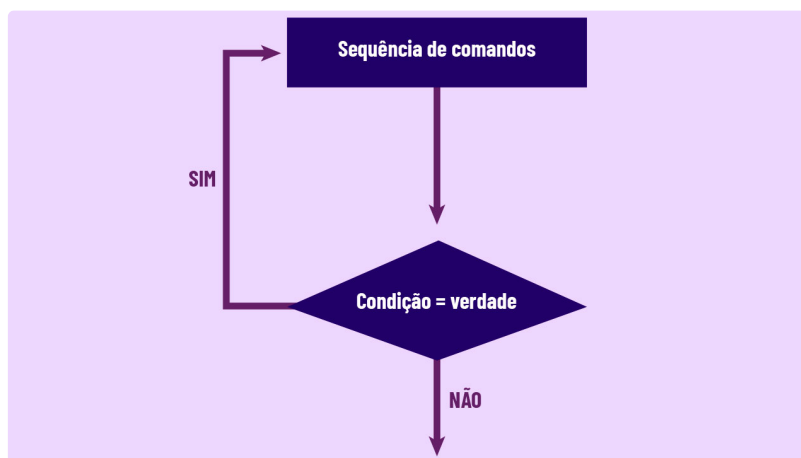 Sequência de comandos
SIM
Condição = verdade
NÃO